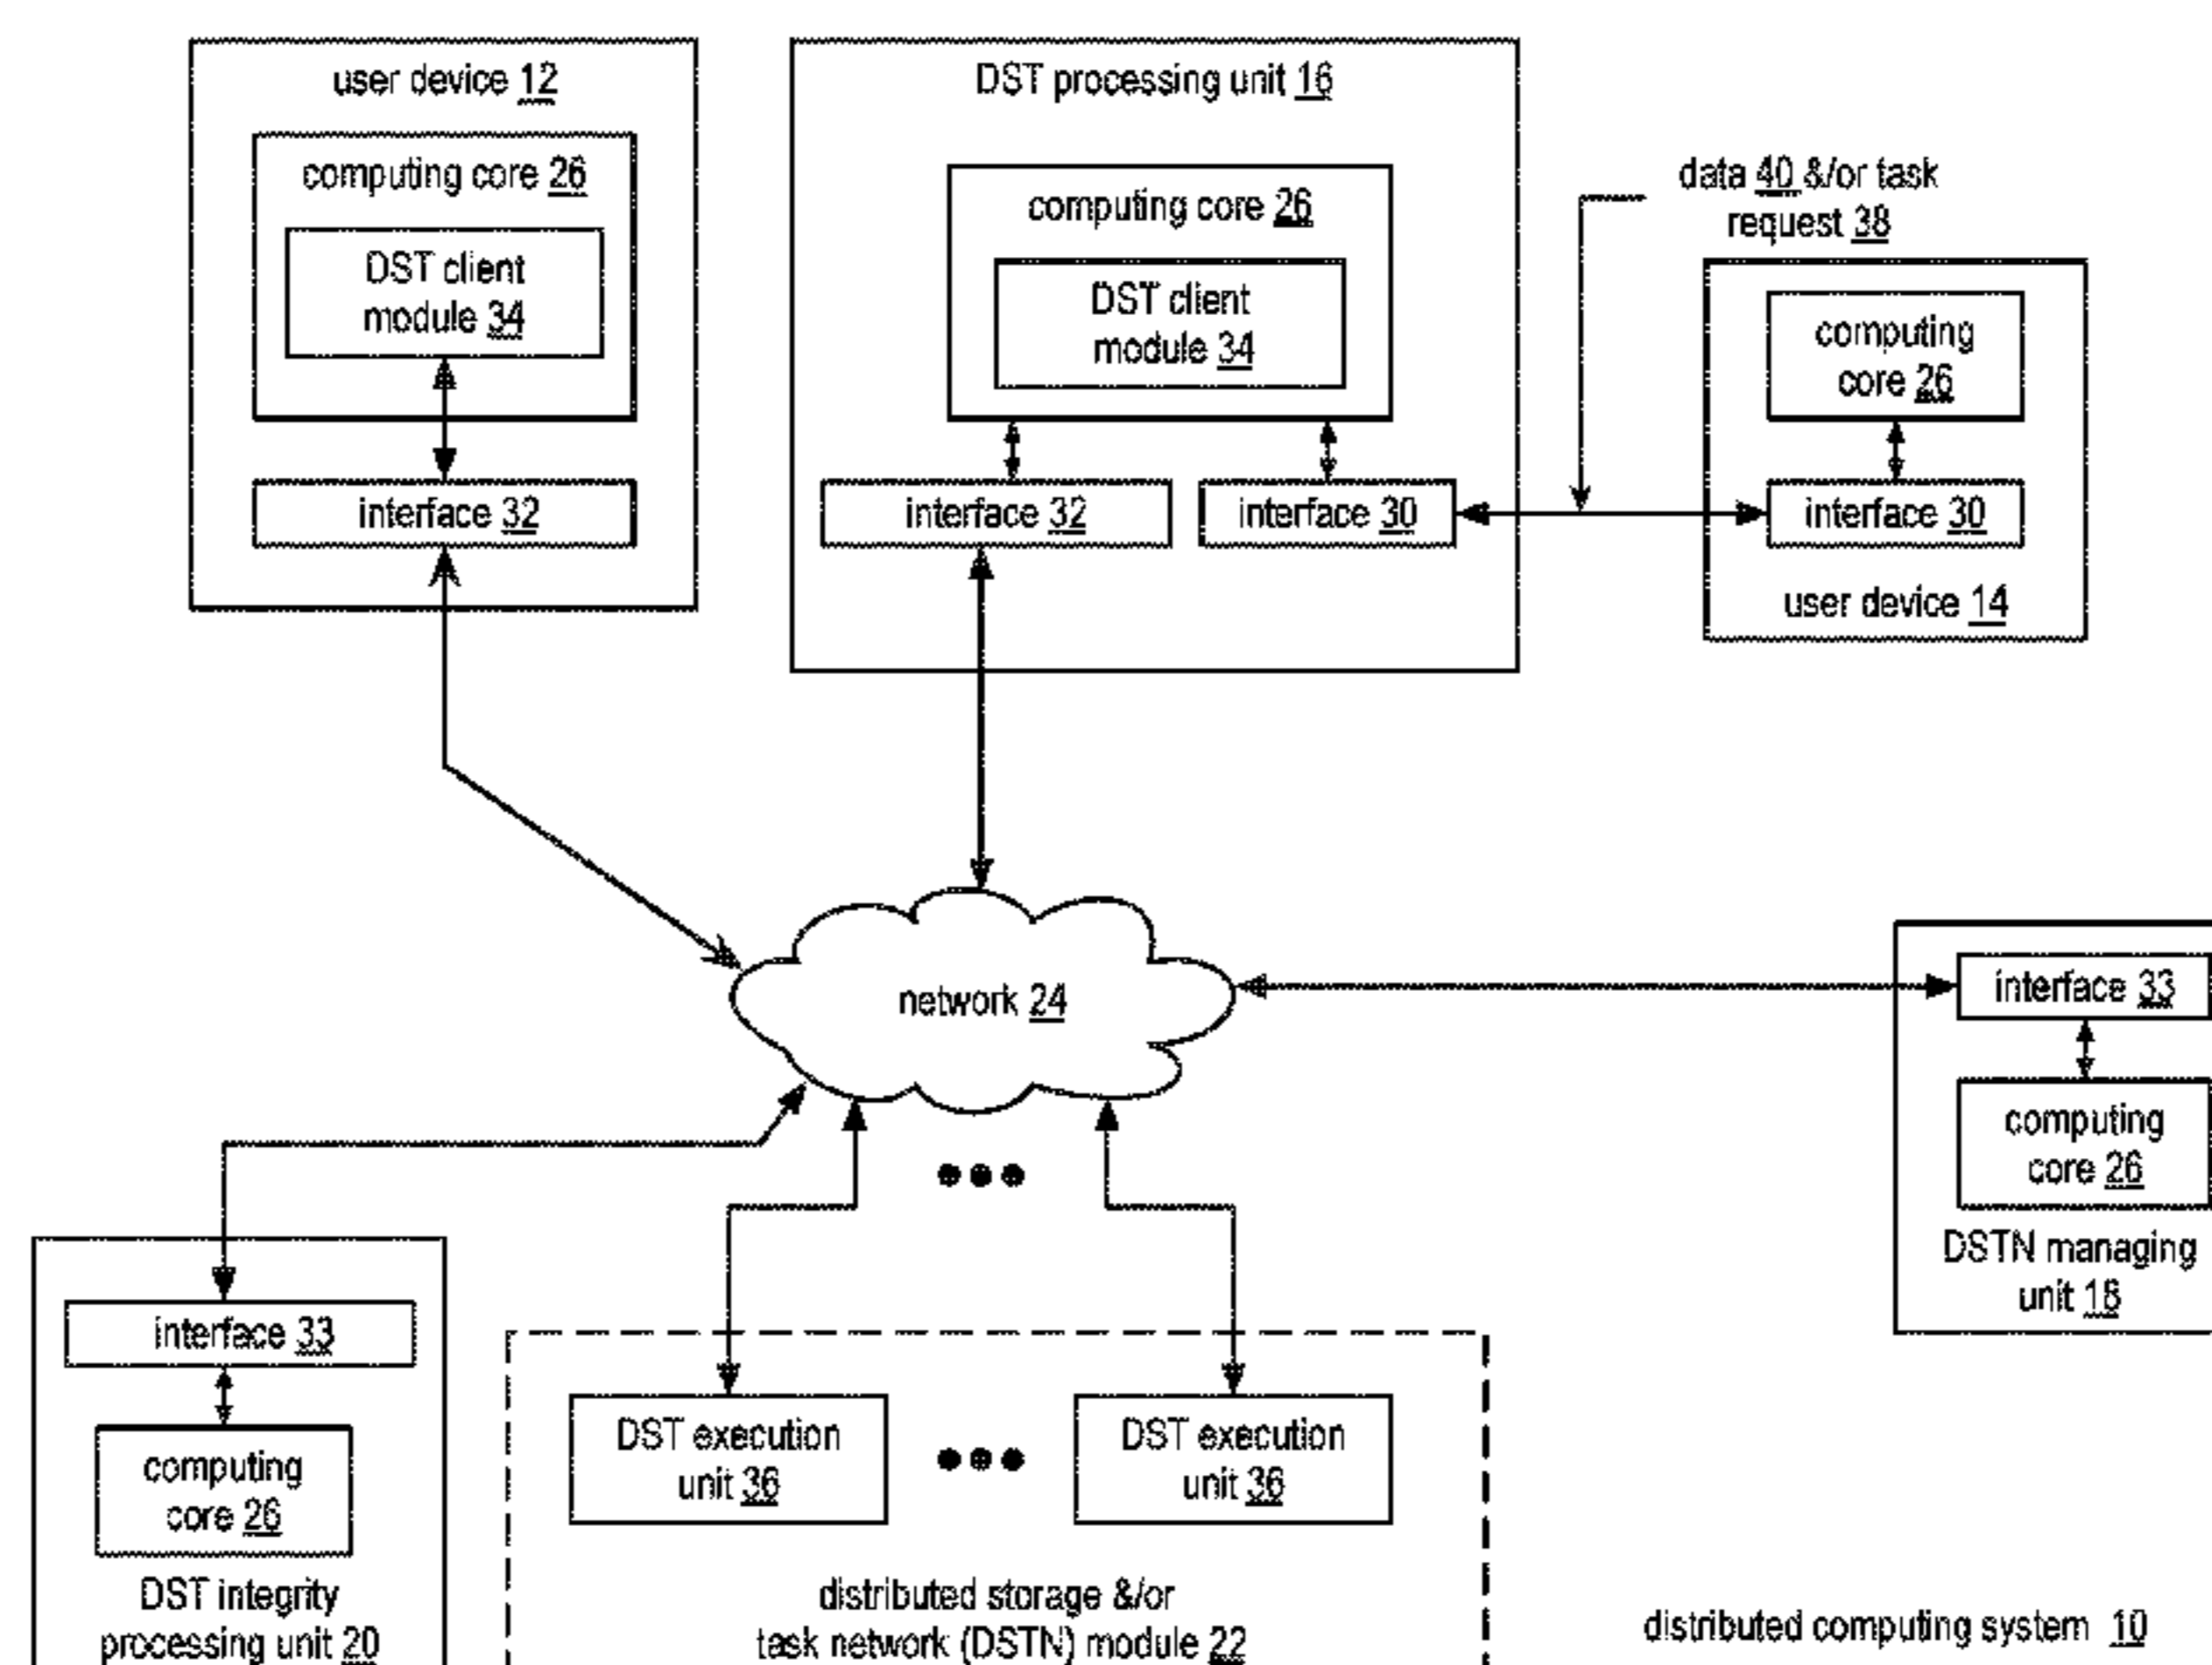 user device 12
computing core 26
DST client
module 34
interface 32
DST processing unit 16
computing core 26
DST client
module 34
interface 32
interface 30
data 40 &/or task
request 38
computing
core 26
interface 30
user device 14
network 24
interface 33
computing
core 26
DSTN managing
unit 18
interface 33
computing
core 26
DST integrity
processing unit 20
DST execution
unit 36
DST execution
unit 36
distributed storage &/or
task network (DSTN) module 22
distributed computing system 10